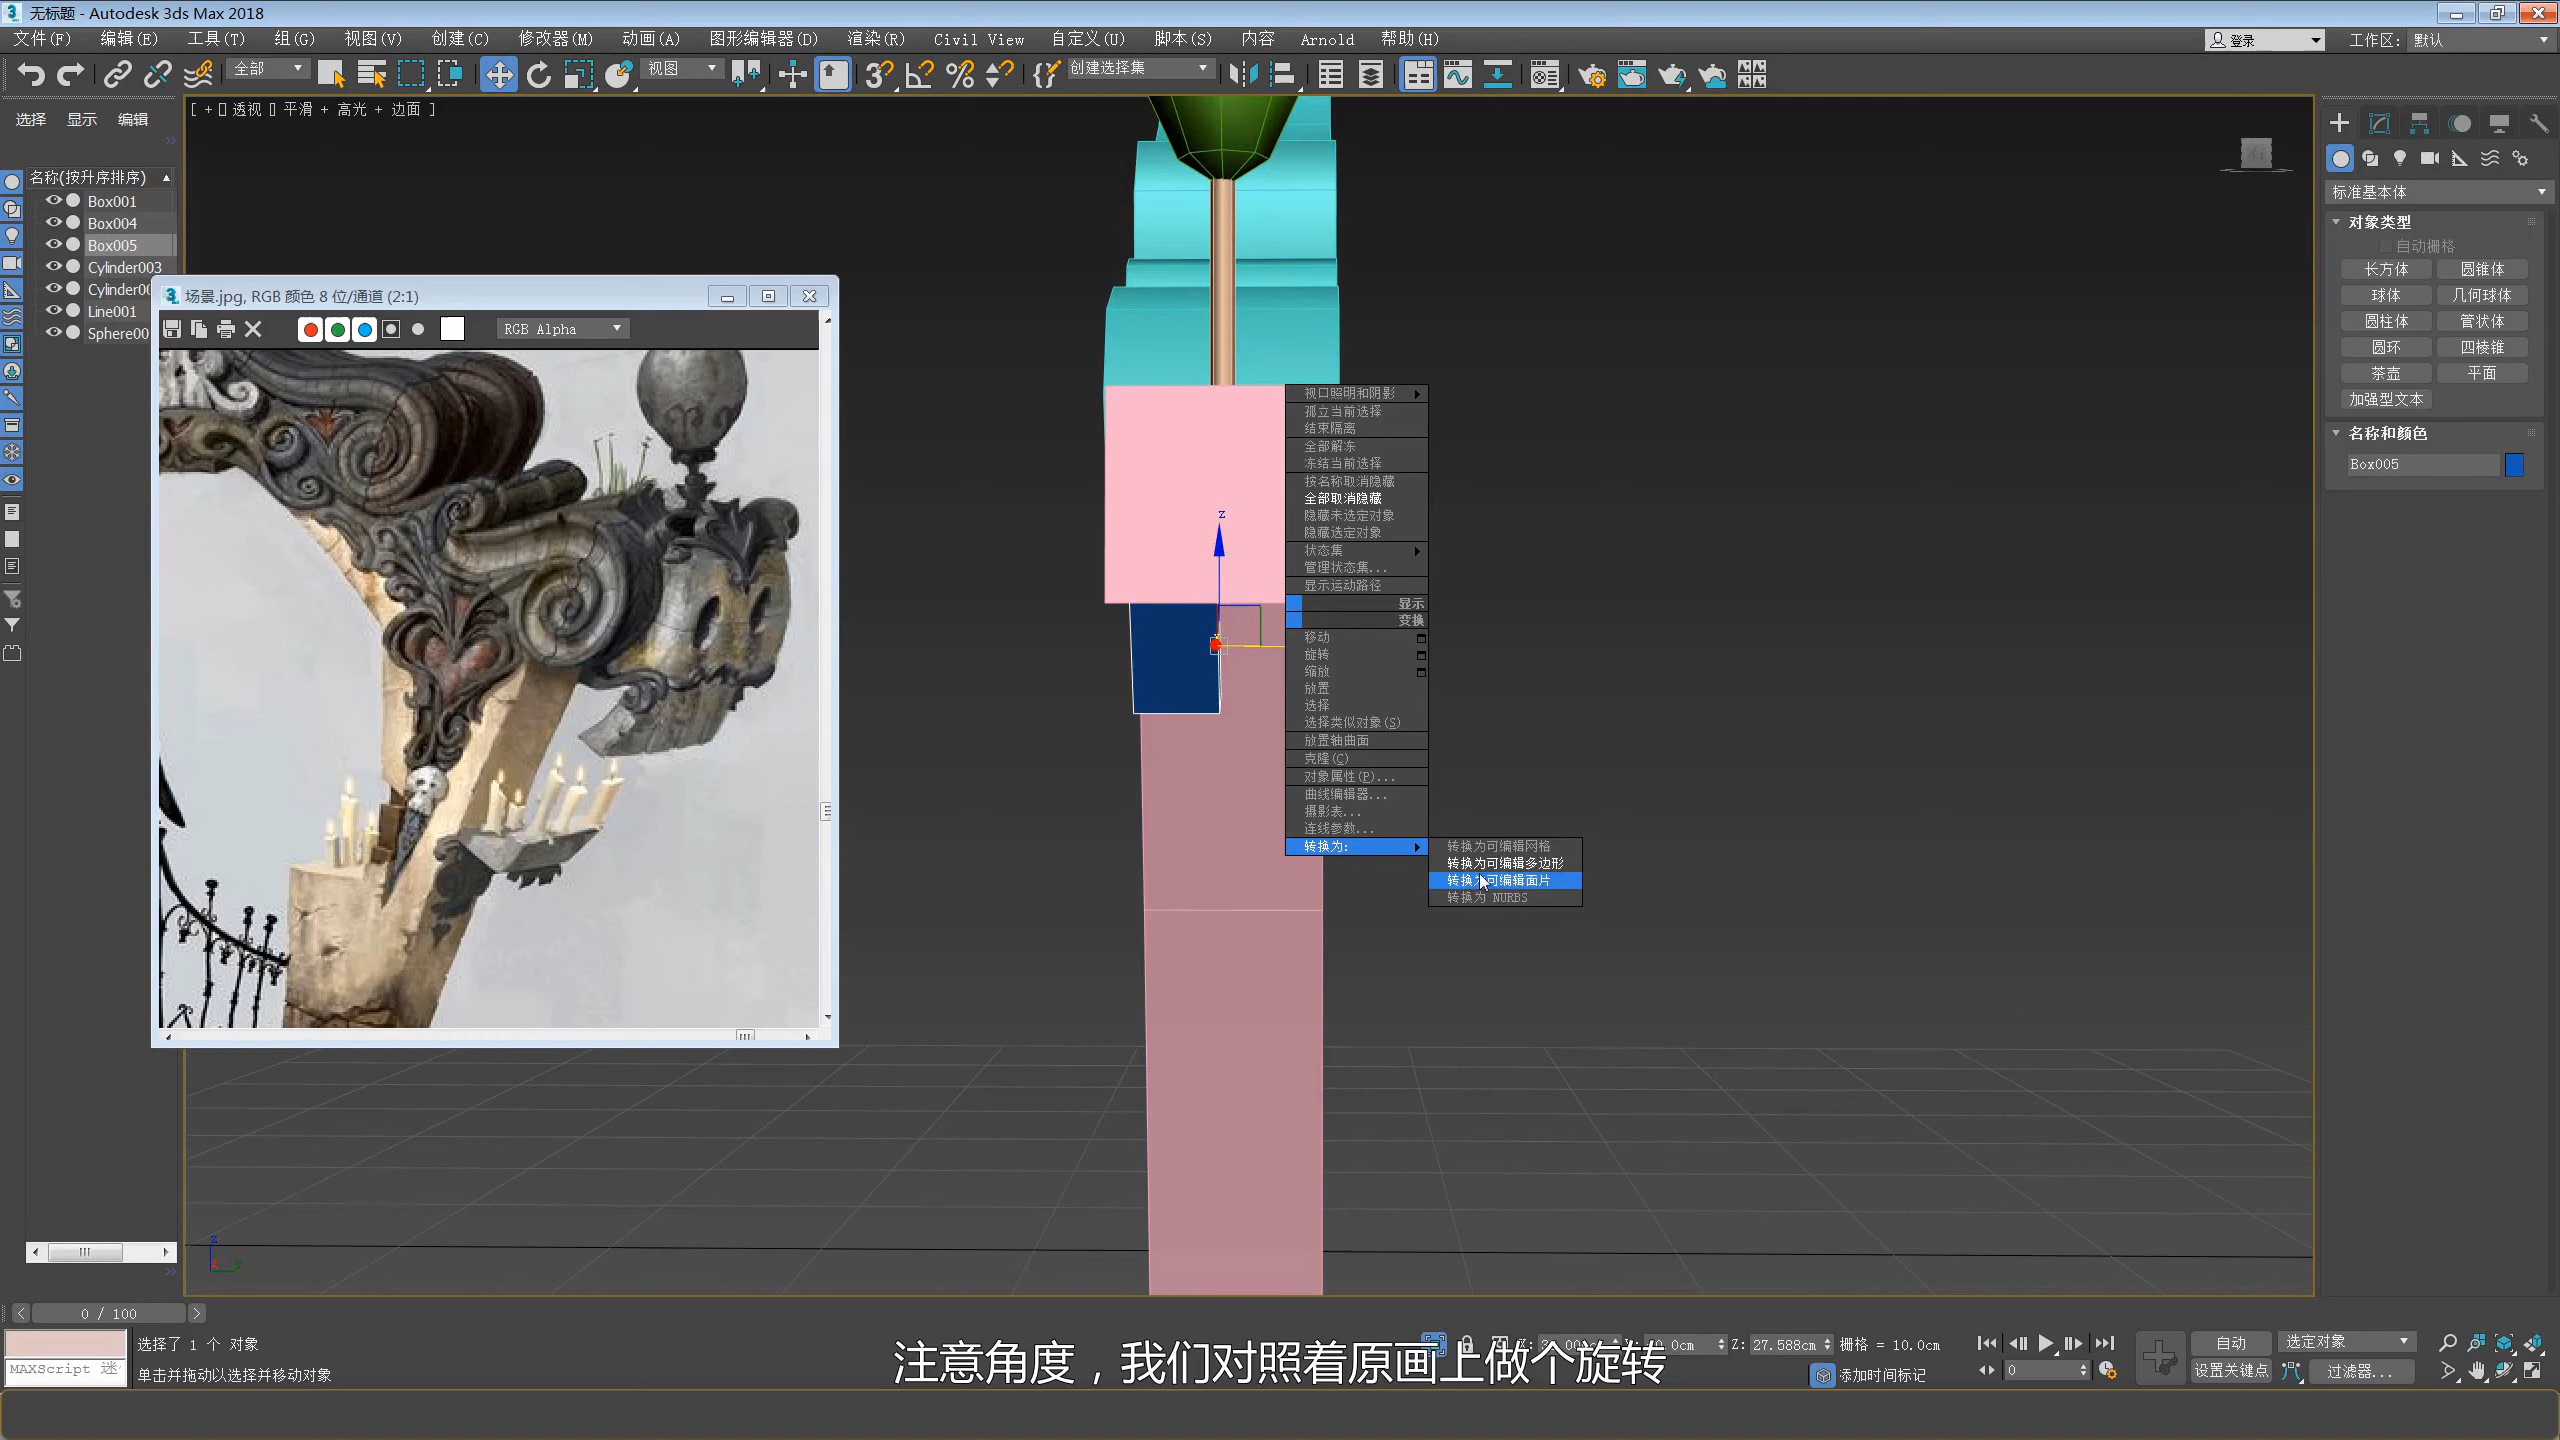 无标题 - Autodesk 3ds Max 2018
文件(F) 编辑(E) 工具(T) 组(G) 视图(V) 创建(C) 修改器(M) 动画(A) 图形编辑器(D) 渲染(R) Civil View 自定义(U) 脚本(S) 内容 Arnold 帮助(H)
登录 工作区: 默认
全部 视图 创建选择集
选择 显示 编辑
名称(按升序排序)
Box001
Box004
Box005
Cylinder003
Cylinder00
Line001
Sphere00
[ + ] 透视 ] 平滑 + 高光 + 边面 ]
场景.jpg, RGB 颜色 8 位/通道 (2:1)
RGB Alpha
z
视口照明和阴影
孤立当前选择
结束隔离
全部解冻
冻结当前选择
按名称取消隐藏
全部取消隐藏
隐藏未选定对象
隐藏选定对象
状态集
管理状态集...
显示运动路径
显示
变换
移动
旋转
缩放
放置
选择
选择类似对象(S)
放置轴曲面
克隆(C)
对象属性(P)...
曲线编辑器...
摄影表...
连线参数...
转换为:
转换为可编辑网格
转换为可编辑多边形
转换为可编辑面片
转换为 NURBS
标准基本体
对象类型
自动栅格
长方体 圆锥体
球体 几何球体
圆柱体 管状体
圆环 四棱锥
茶壶 平面
加强型文本
名称和颜色
Box005
z
0 / 100
选择了 1 个 对象
MAXScript 迷
单击并拖动以选择并移动对象
注意角度，我们对照着原画上做个旋转
Z: 27.588cm 栅格 = 10.0cm
添加时间标记
0
自动 选定对象
设置关键点 过滤器...